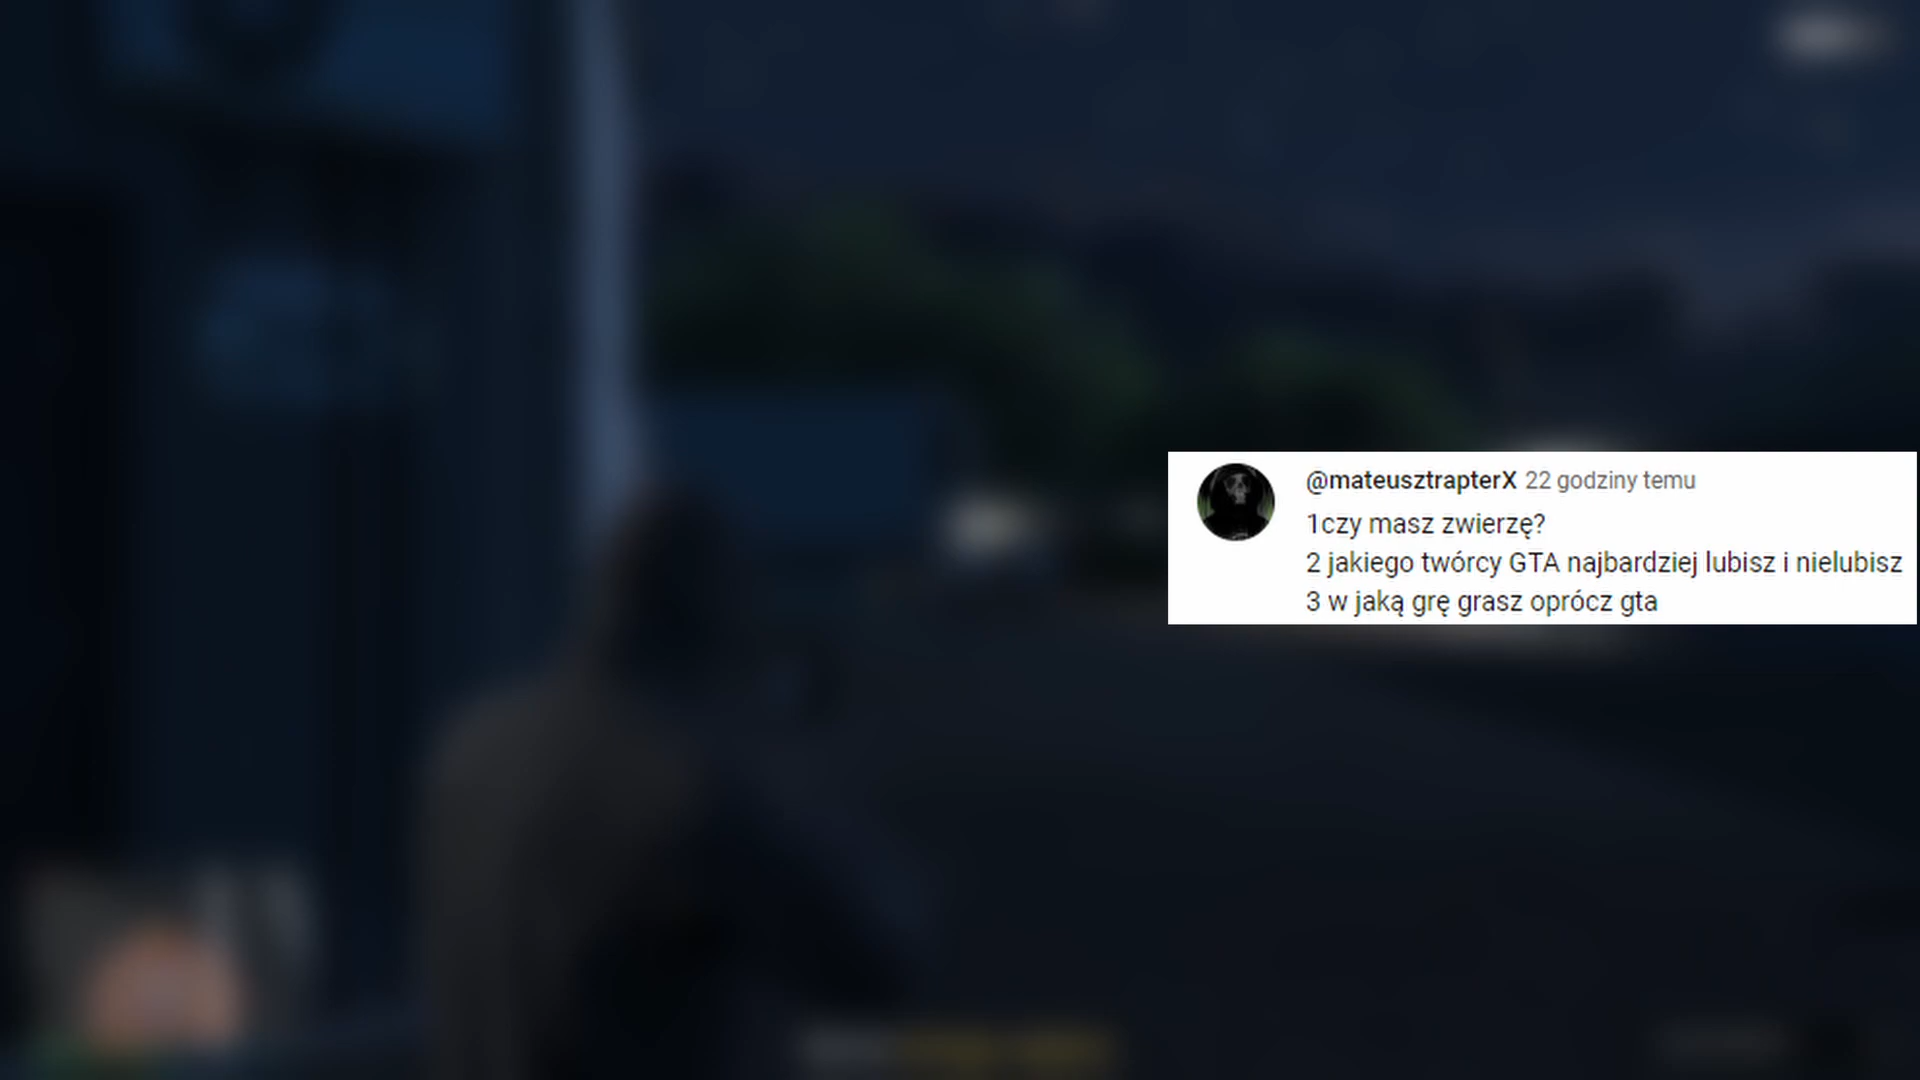 @mateusztrapterX 22 godziny temu
1czy masz zwierzę?
2 jakiego twórcy GTA najbardziej lubisz i nielubisz
3 w jaką grę grasz oprócz gta